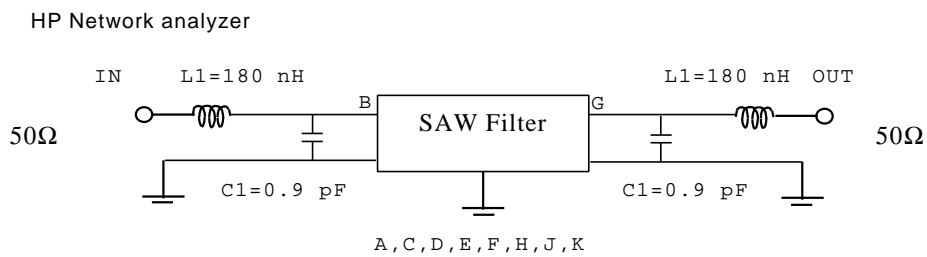 HP Network analyzer
IN L1=180 nH L1=180 nH OUT
B G
SAW Filter
50Ω 50Ω
C1=0.9 pF C1=0.9 pF
A,C,D,E,F,H,J,K